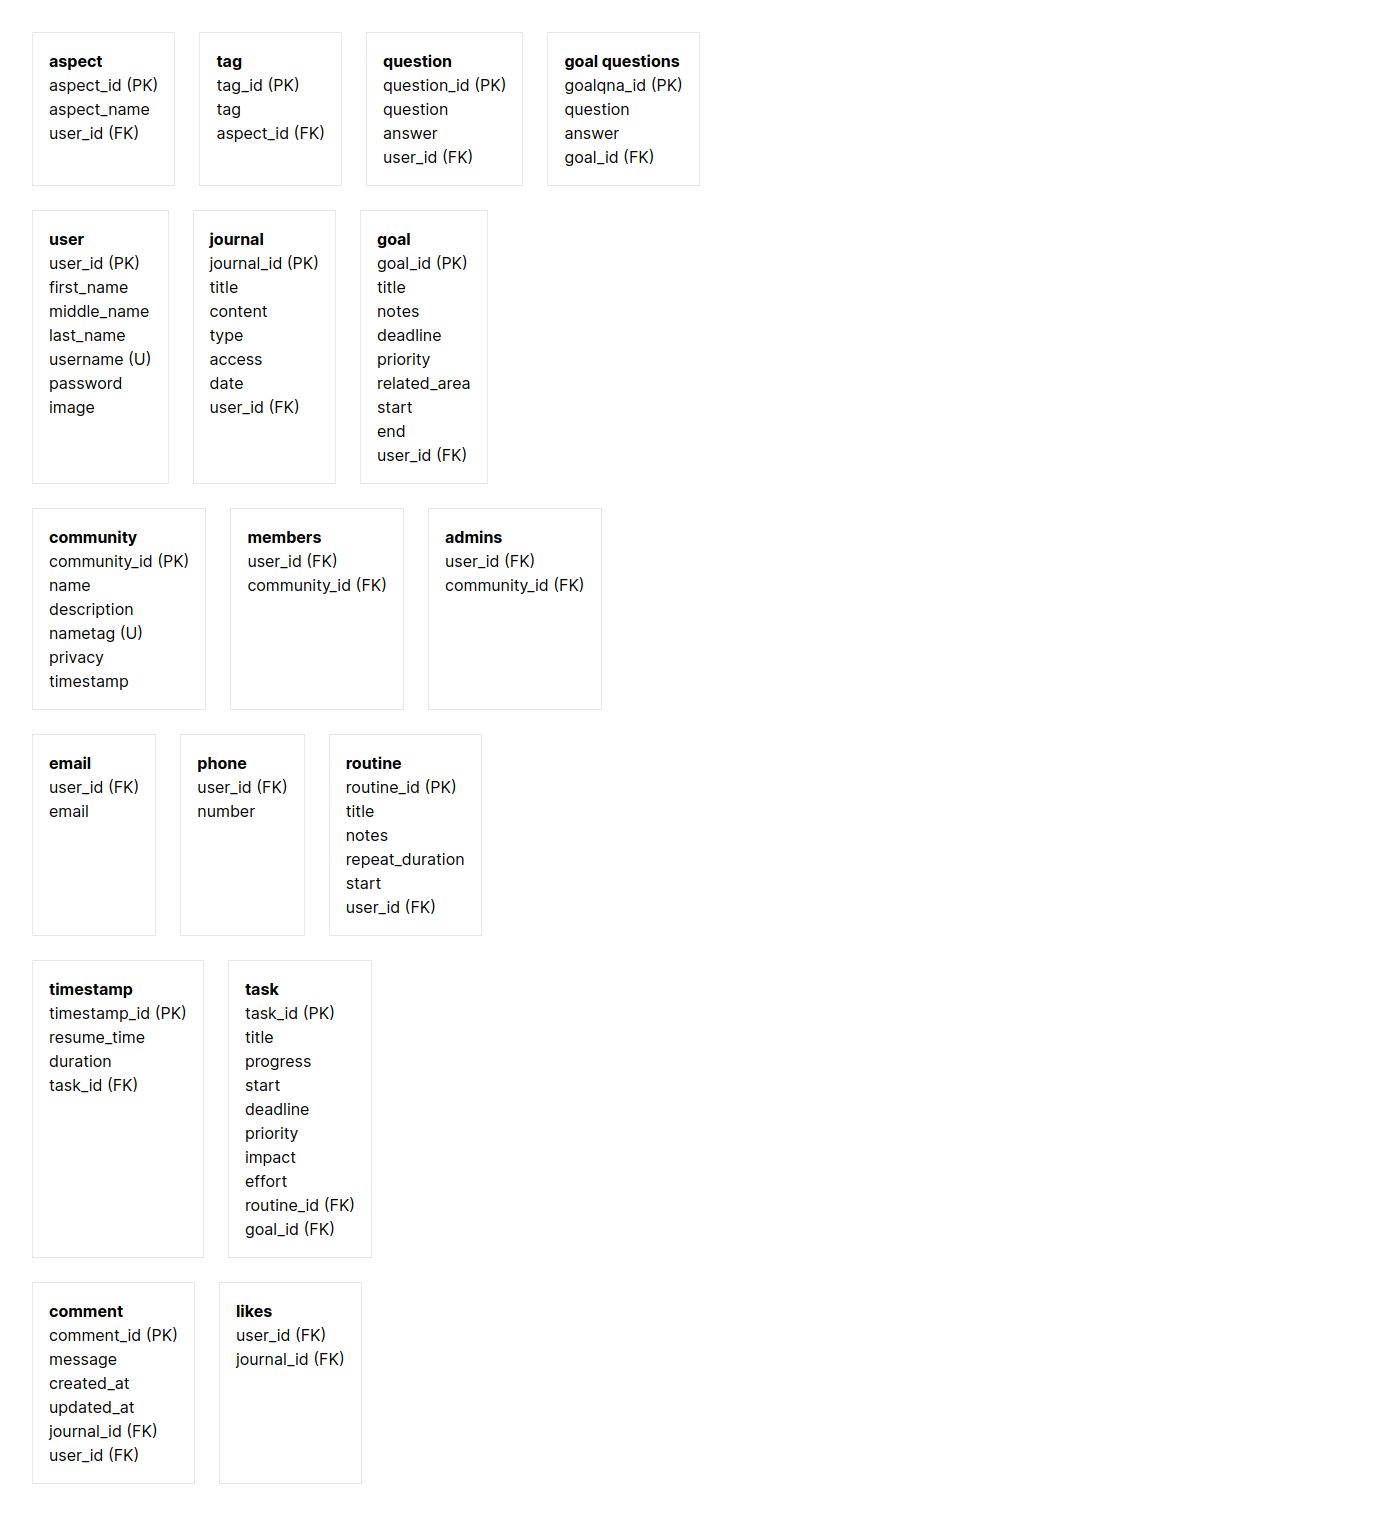 aspect
aspect_id (PK)
aspect_name
user_id (FK)
tag
tag_id (PK)
tag
aspect_id (FK)
question
question_id (PK)
question
answer
user_id (FK)
goal questions
goalqna_id (PK)
question
answer
goal_id (FK)
user
user_id (PK)
first_name
middle_name
last_name
username (U)
password
image
journal
journal_id (PK)
title
content
type
access
date
user_id (FK)
goal
goal_id (PK)
title
notes
deadline
priority
related_area
start
end
user_id (FK)
community
community_id (PK)
name
description
nametag (U)
privacy
timestamp
members
user_id (FK)
community_id (FK)
admins
user_id (FK)
community_id (FK)
email
user_id (FK)
email
phone
user_id (FK)
number
routine
routine_id (PK)
title
notes
repeat_duration
start
user_id (FK)
timestamp
timestamp_id (PK)
resume_time
duration
task_id (FK)
task
task_id (PK)
title
progress
start
deadline
priority
impact
effort
routine_id (FK)
goal_id (FK)
comment
comment_id (PK)
message
created_at
updated_at
journal_id (FK)
user_id (FK)
likes
user_id (FK)
journal_id (FK)